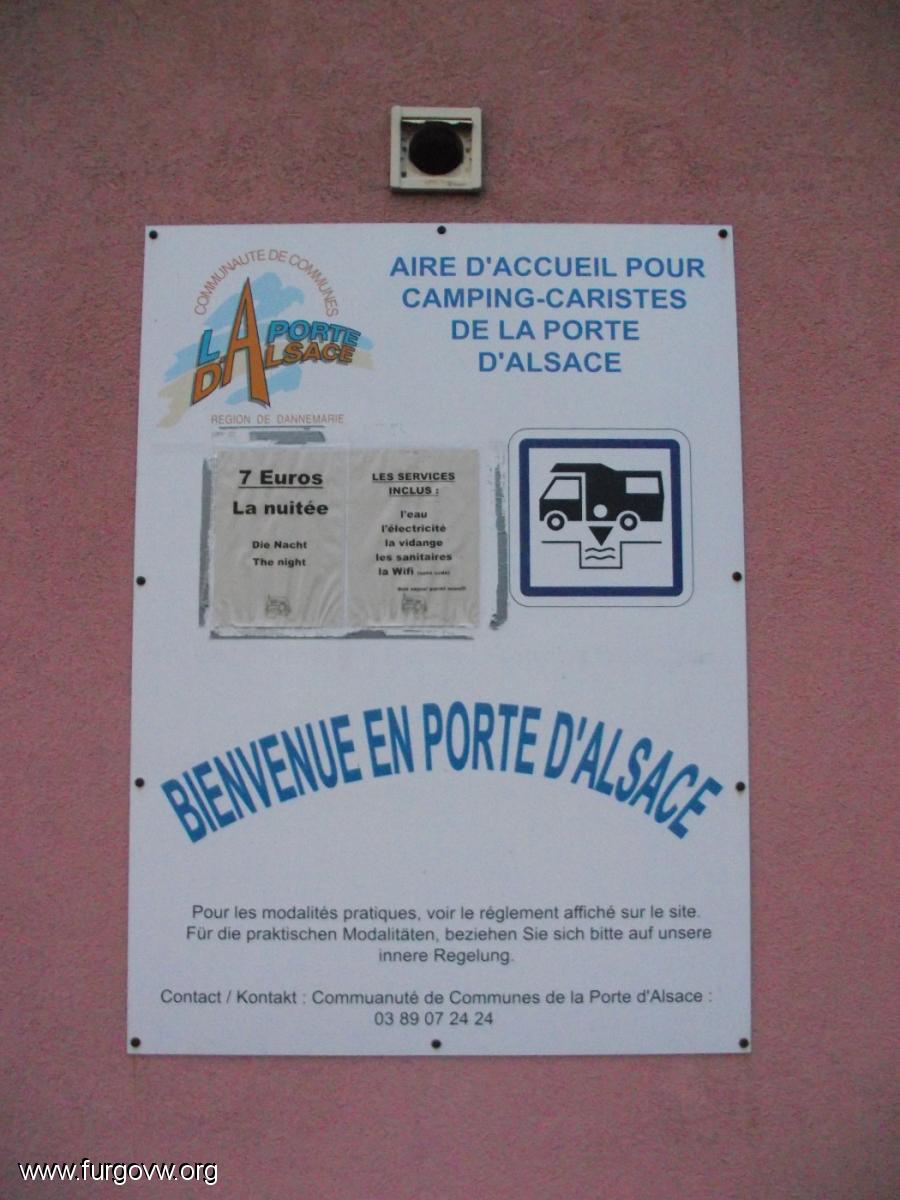 COMMUNAUTE DE COMMUNES
LA PORTE
D'ALSACE
REGION DE DANNEMARIE
AIRE D'ACCUEIL POUR
CAMPING-CARISTES
DE LA PORTE
D'ALSACE
7 Euros
La nuitée
Die Nacht
The night
LES SERVICES
INCLUS :
l'eau
l'électricité
la vidange
les sanitaires
la Wifi
BIENVENUE EN PORTE D'ALSACE
Pour les modalités pratiques, voir le réglement affiché sur le site.
Für die praktischen Modalitäten, beziehen Sie sich bitte auf unsere
innere Regelung.
Contact / Kontakt : Commuanuté de Communes de la Porte d'Alsace :
03 89 07 24 24
www.furgovw.org